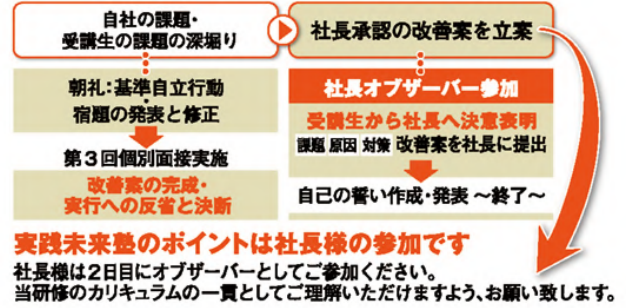 自社の課題・
受講生の課題の深堀り
朝礼:基準自立行動
宿題の発表と修正
第3回個別面接実施
改善案の完成・
実行への反省と決断
社長承認の改善案を立案
社長オブザーバー参加
受講生から社長へ決意表明
課題 原因 対策 改善案を社長に提出
自己の誓い作成・発表 ～終了～
実践未来塾のポイントは社長様の参加です
社長様は2日目にオブザーバーとしてご参加ください。
当研修のカリキュラムの一貫としてご理解いただけますよう、お願い致します。